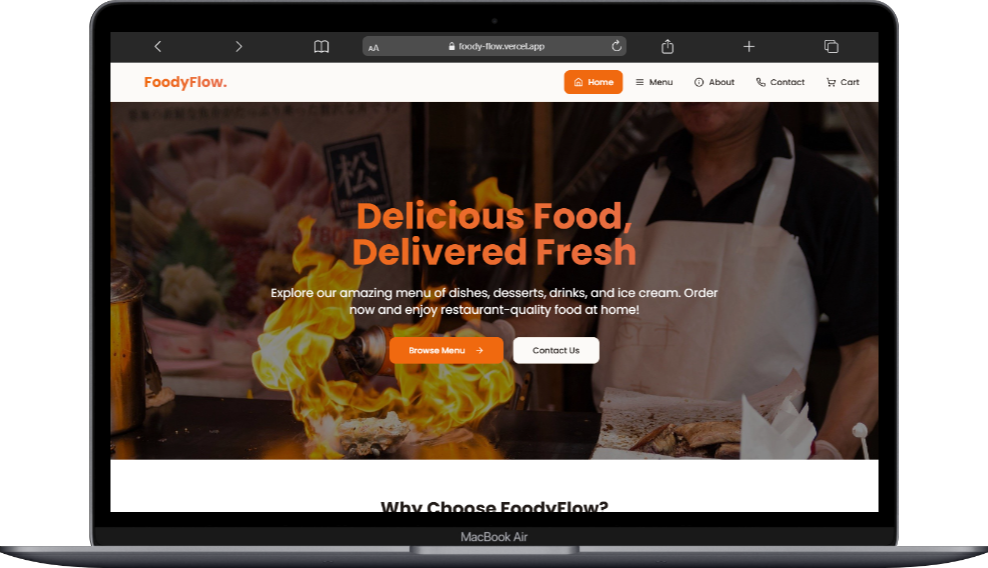 AA
foody-flow.vercel.app
FoodyFlow.
Home
Menu
About
Contact
Cart
松
Delicious Food,
Delivered Fresh
Explore our amazing menu of dishes, desserts, drinks, and ice cream. Order
now and enjoy restaurant-quality food at home!
Browse Menu
Contact Us
Why Choose FoodyFlow?
MacBook Air